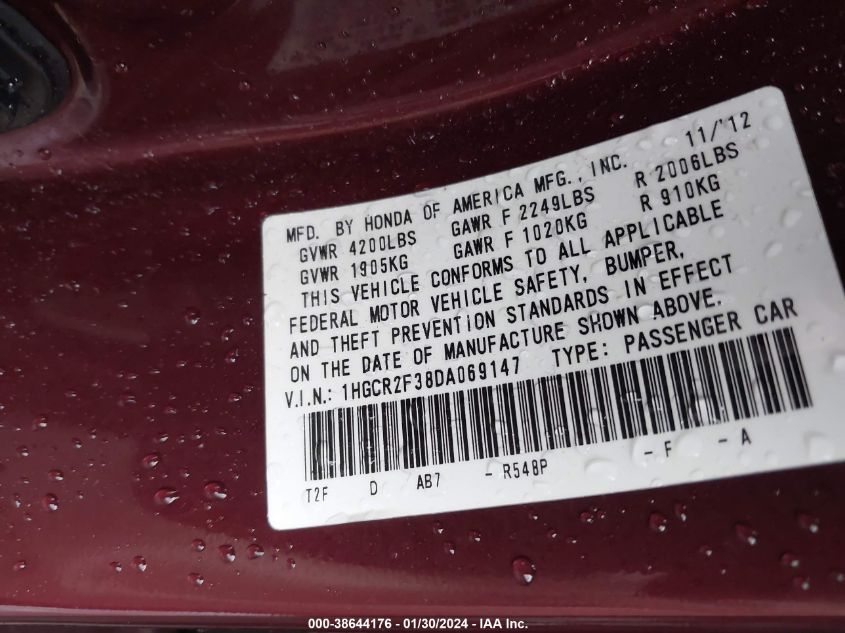 MFD. BY HONDA OF AMERICA MFG., INC. 11/'12
GVWR 4200LBS GAWR F 2249LBS R 2006LBS
GVWR 1905KG GAWR F 1020KG R 910KG
THIS VEHICLE CONFORMS TO ALL APPLICABLE
FEDERAL MOTOR VEHICLE SAFETY, BUMPER,
AND THEFT PREVENTION STANDARDS IN EFFECT
ON THE DATE OF MANUFACTURE SHOWN ABOVE.
V.I.N.: 1HGCR2F38DA069147 TYPE: PASSENGER CAR
T2F D AB7 - R548P - F - A
000-38644176 - 01/30/2024 - IAA Inc.